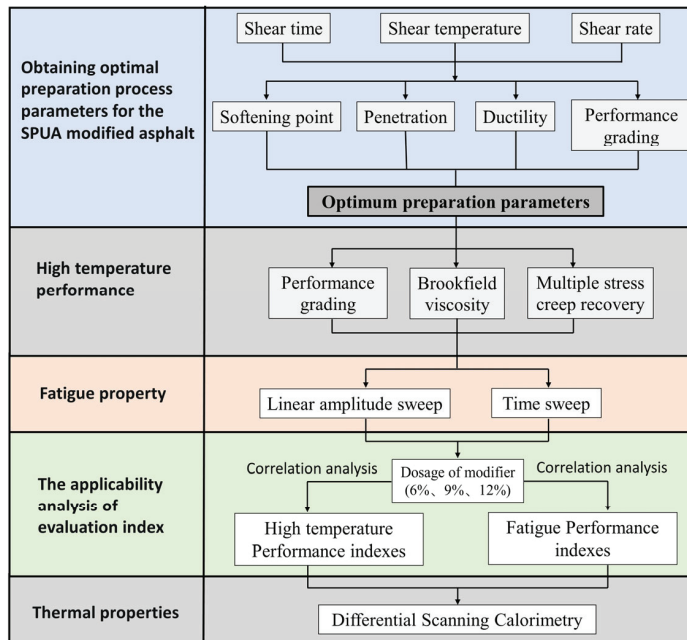 Obtaining optimal
preparation process
parameters for the
SPUA modified asphalt
Shear time
Shear temperature
Shear rate
Softening point
Penetration
Ductility
Performance
grading
Optimum preparation parameters
High temperature
performance
Performance
grading
Brookfield
viscosity
Multiple stress
creep recovery
Fatigue property
Linear amplitude sweep
Time sweep
The applicability
analysis of
evaluation index
Correlation analysis
Dosage of modifier
(6%、9%、12%)
Correlation analysis
High temperature
Performance indexes
Fatigue Performance
indexes
Thermal properties
Differential Scanning Calorimetry